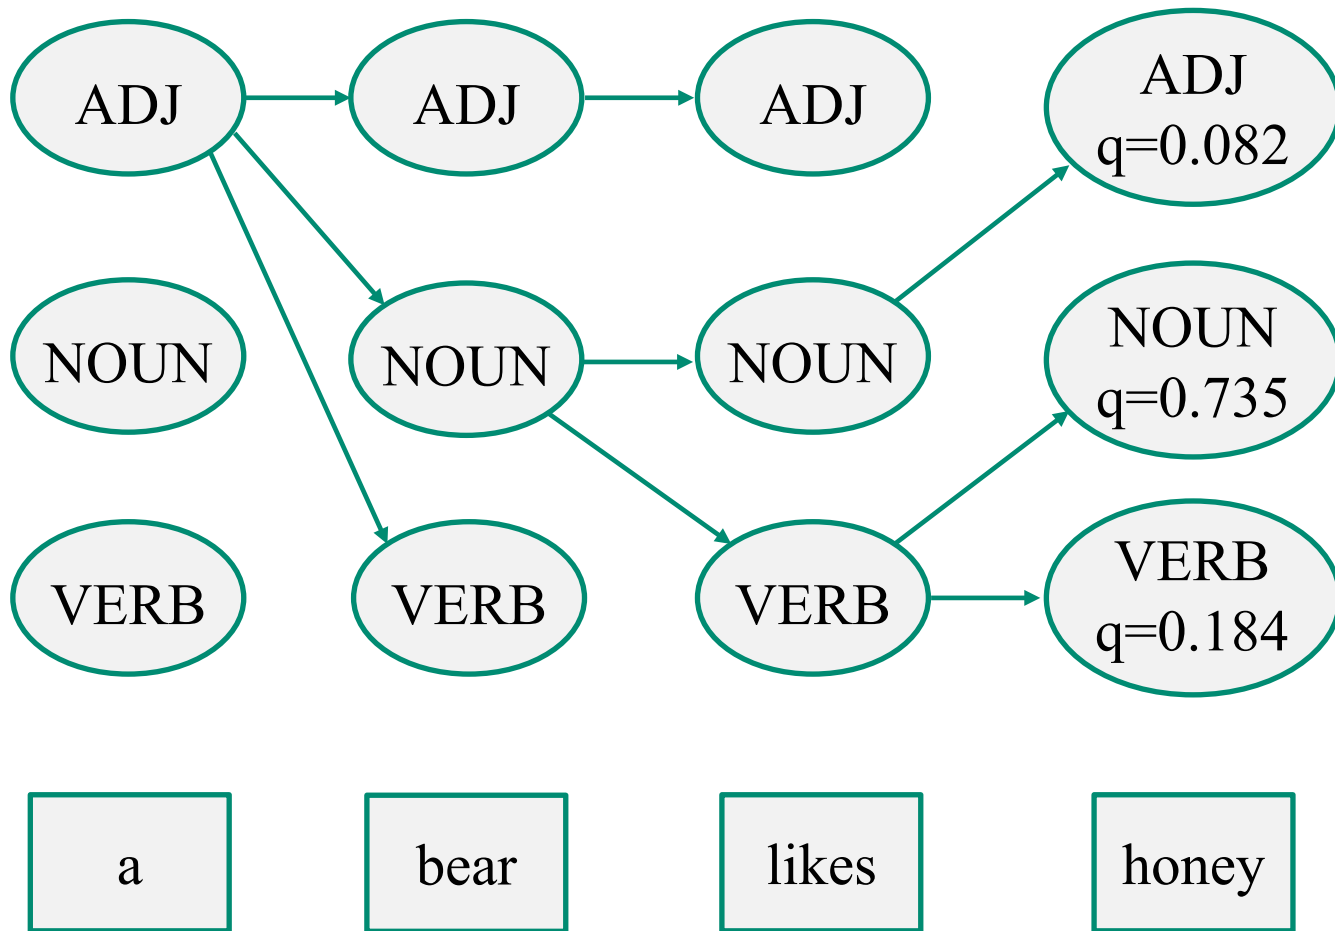 ADJ
ADJ
ADJ
ADJ
q=0.082
NOUN
NOUN
NOUN
NOUN
q=0.735
VERB
VERB
VERB
VERB
q=0.184
a
bear
likes
honey